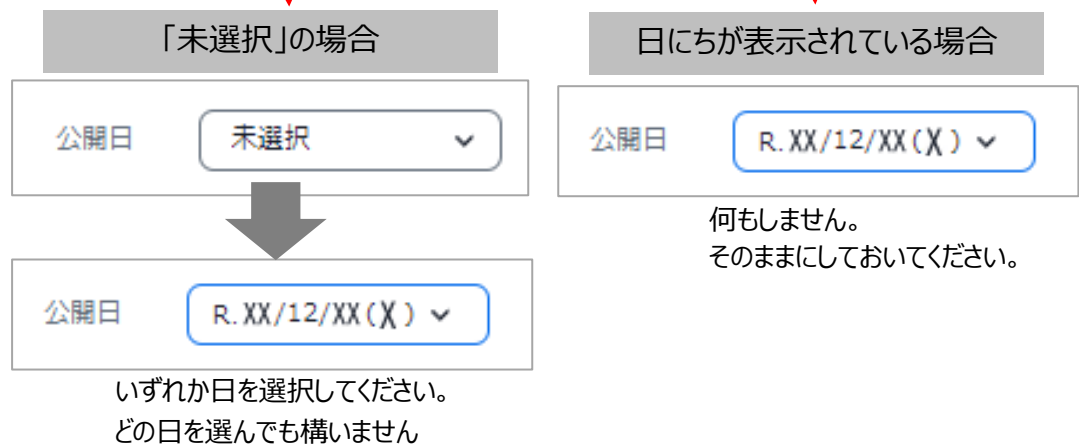 「未選択」の場合
公開日 未選択
公開日 R.XX/12/XX(X)
いずれか日を選択してください。
どの日を選んでも構いません
日にちが表示されている場合
公開日 R.XX/12/XX(X)
何もしません。
そのままにしておいてください。